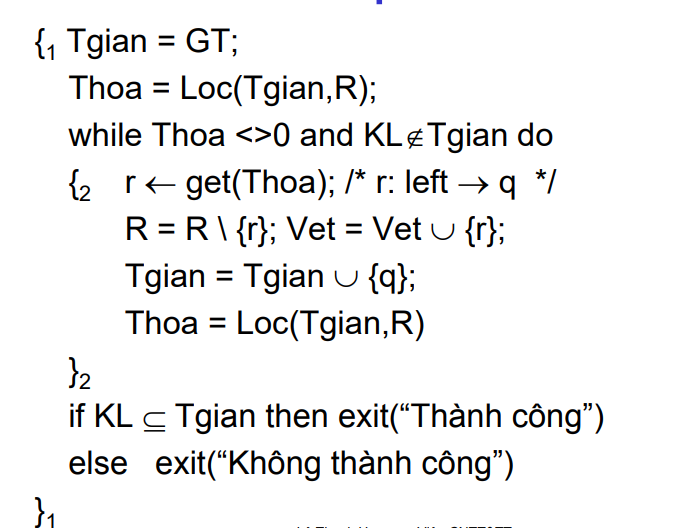 {₁ Tgian = GT;
Thoa = Loc(Tgian,R);
while Thoa <>0 and KL∉Tgian do
{₂ r ← get(Thoa); /* r: left → q */
R = R \ {r}; Vet = Vet ∪ {r};
Tgian = Tgian ∪ {q};
Thoa = Loc(Tgian,R)
}₂
if KL ⊆ Tgian then exit(“Thành công”)
else exit(“Không thành công”)
}₁